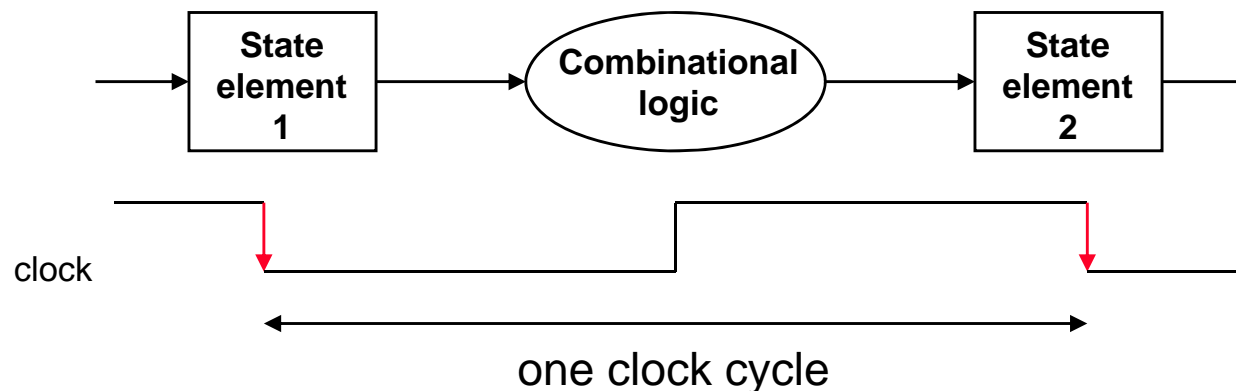 State
element
1
Combinational
logic
State
element
2
clock
one clock cycle